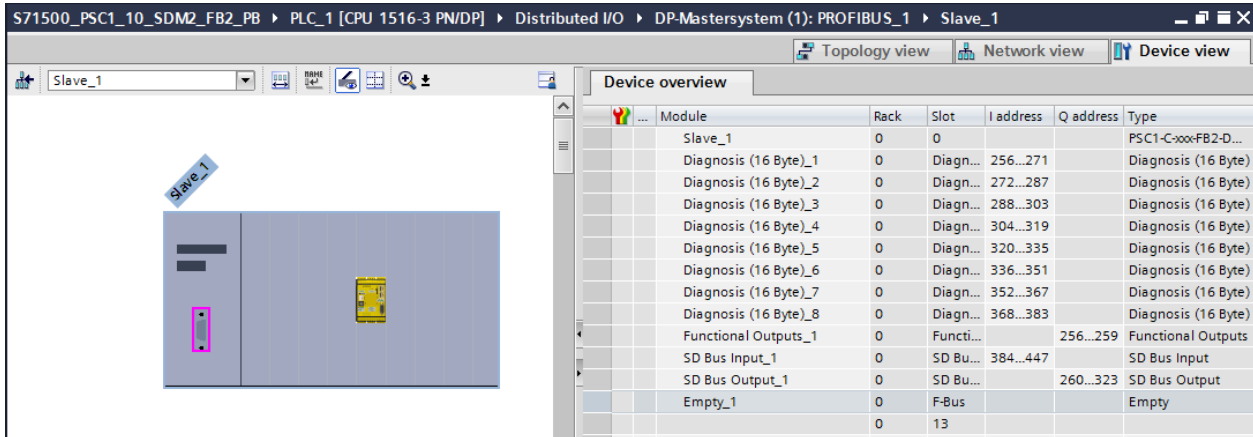 S71500_PSC1_10_SDM2_FB2_PB ▸ PLC_1 [CPU 1516-3 PN/DP] ▸ Distributed I/O ▸ DP-Mastersystem (1): PROFIBUS_1 ▸ Slave_1
Topology view Network view Device view
Slave_1
Device overview
... Module Rack Slot I address Q address Type
Slave_1 0 0 PSC1-C-xxx-FB2-D...
Diagnosis (16 Byte)_1 0 Diagn... 256...271 Diagnosis (16 Byte)
Diagnosis (16 Byte)_2 0 Diagn... 272...287 Diagnosis (16 Byte)
Diagnosis (16 Byte)_3 0 Diagn... 288...303 Diagnosis (16 Byte)
Diagnosis (16 Byte)_4 0 Diagn... 304...319 Diagnosis (16 Byte)
Diagnosis (16 Byte)_5 0 Diagn... 320...335 Diagnosis (16 Byte)
Diagnosis (16 Byte)_6 0 Diagn... 336...351 Diagnosis (16 Byte)
Diagnosis (16 Byte)_7 0 Diagn... 352...367 Diagnosis (16 Byte)
Diagnosis (16 Byte)_8 0 Diagn... 368...383 Diagnosis (16 Byte)
Functional Outputs_1 0 Functi... 256...259 Functional Outputs
SD Bus Input_1 0 SD Bu... 384...447 SD Bus Input
SD Bus Output_1 0 SD Bu... 260...323 SD Bus Output
Empty_1 0 F-Bus Empty
0 13
Slave_1